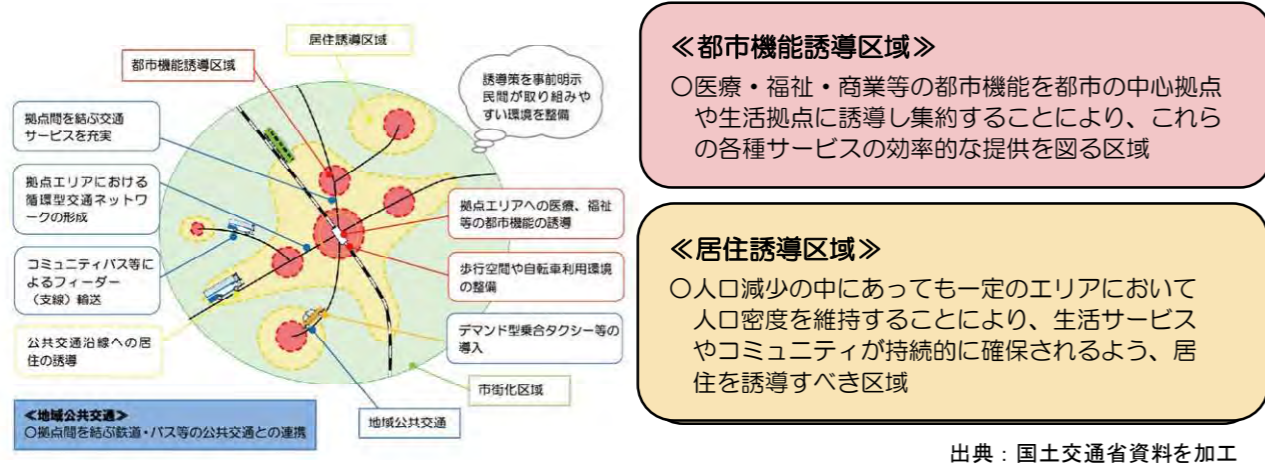 居住誘導区域
都市機能誘導区域
誘導策を事前明示
民間が取り組みや
すい環境を整備
拠点間を結ぶ交通
サービスを充実
拠点エリアにおける
循環型交通ネットワ
ークの形成
コミュニティバス等に
よるフィーダー
（支線）輸送
公共交通沿線への居
住の誘導
拠点エリアへの医療、福祉
等の都市機能の誘導
歩行空間や自転車利用環境
の整備
デマンド型乗合タクシー等の
導入
市街化区域
地域公共交通
≪地域公共交通≫
○拠点間を結ぶ鉄道・バス等の公共交通との連携
≪都市機能誘導区域≫
○医療・福祉・商業等の都市機能を都市の中心拠点
や生活拠点に誘導し集約することにより、これら
の各種サービスの効率的な提供を図る区域
≪居住誘導区域≫
○人口減少の中にあっても一定のエリアにおいて
人口密度を維持することにより、生活サービス
やコミュニティが持続的に確保されるよう、居
住を誘導すべき区域
出典：国土交通省資料を加工